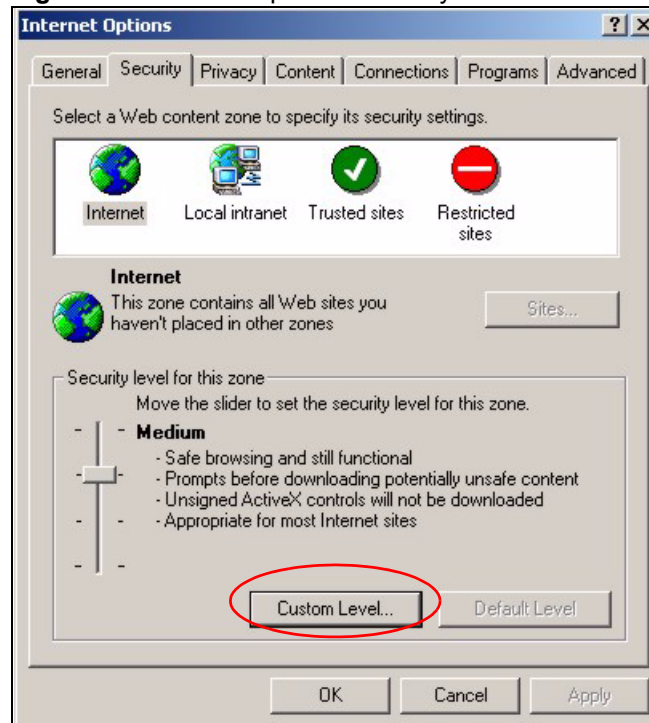 Internet Options
General Security Privacy Content Connections Programs Advanced
Select a Web content zone to specify its security settings.
Internet Local intranet Trusted sites Restricted
sites
Internet
This zone contains all Web sites you
haven't placed in other zones
Sites...
Security level for this zone
Move the slider to set the security level for this zone.
Medium
- Safe browsing and still functional
- Prompts before downloading potentially unsafe content
- Unsigned ActiveX controls will not be downloaded
- Appropriate for most Internet sites
Custom Level... Default Level
OK Cancel Apply